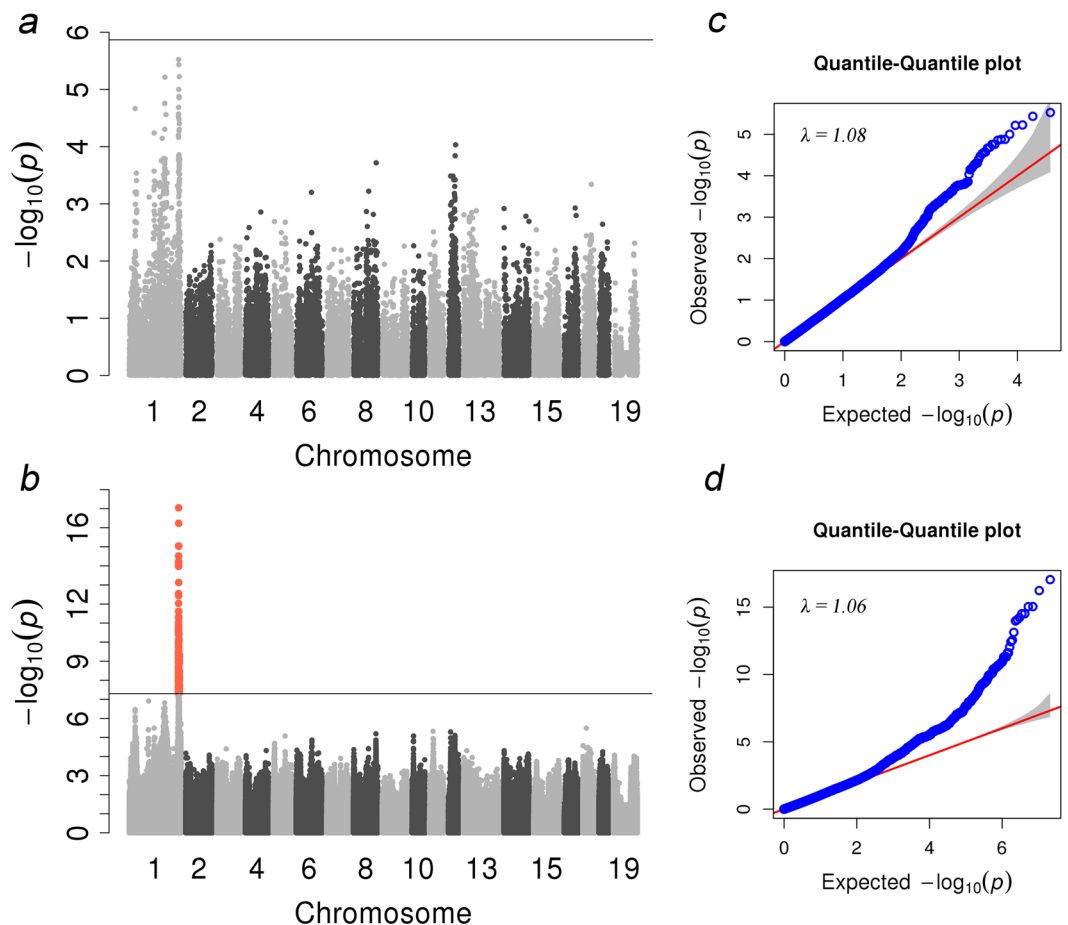 a
6
5
4
3
2
1
0
−log10(p)
1 2 4 6 8 10 13 15 19
Chromosome
c
Quantile-Quantile plot
λ = 1.08
5
4
3
2
1
0
Observed −log10(p)
0 1 2 3 4
Expected −log10(p)
b
16
12
9
6
3
0
−log10(p)
1 2 4 6 8 10 13 15 19
Chromosome
d
Quantile-Quantile plot
λ = 1.06
15
10
5
0
Observed −log10(p)
0 2 4 6
Expected −log10(p)